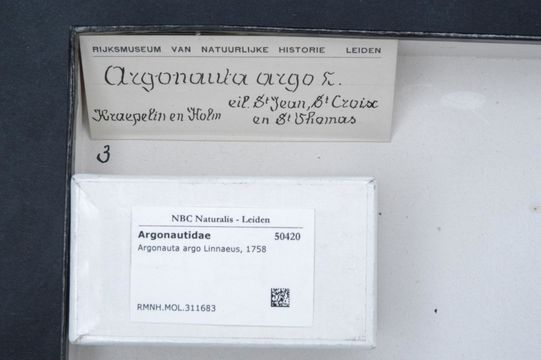 RIJKSMUSEUM VAN NATUURLIJKE HISTORIE LEIDEN
Argonauta argo L.
eil. St Jean, St Croix
Kraepelin en Holm en St Thomas
3
NBC Naturalis - Leiden
Argonautidae 50420
Argonauta argo Linnaeus, 1758
RMNH.MOL.311683